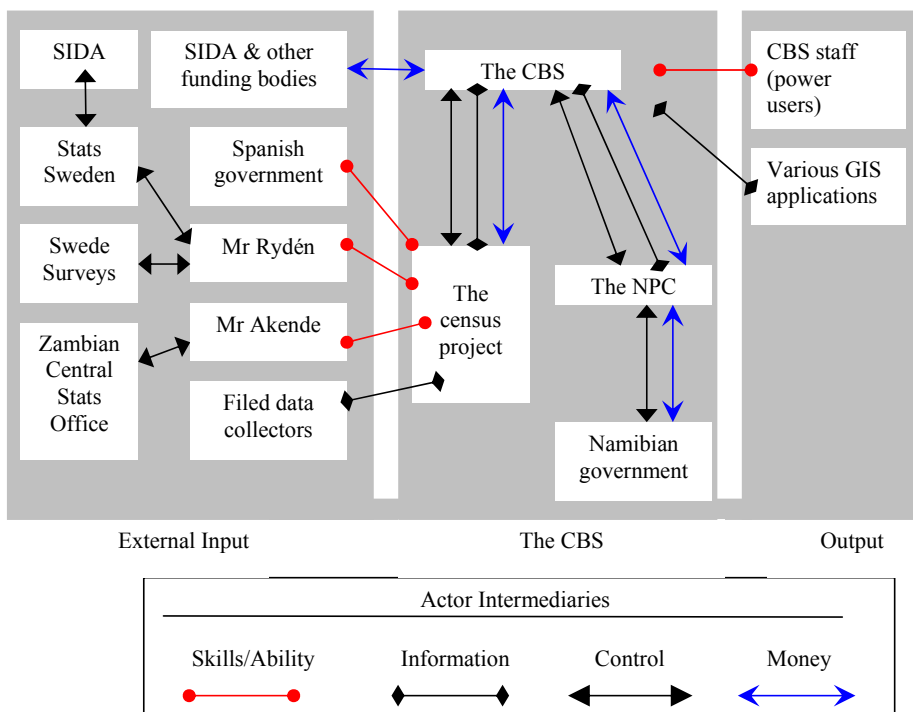 SIDA
SIDA & other
funding bodies
Stats
Sweden
Spanish
government
Swede
Surveys
Mr Rydén
Zambian
Central
Stats
Office
Mr Akende
Filed data
collectors
The CBS
The
census
project
The NPC
Namibian
government
CBS staff
(power
users)
Various GIS
applications
External Input
The CBS
Output
Actor Intermediaries
Skills/Ability
Information
Control
Money